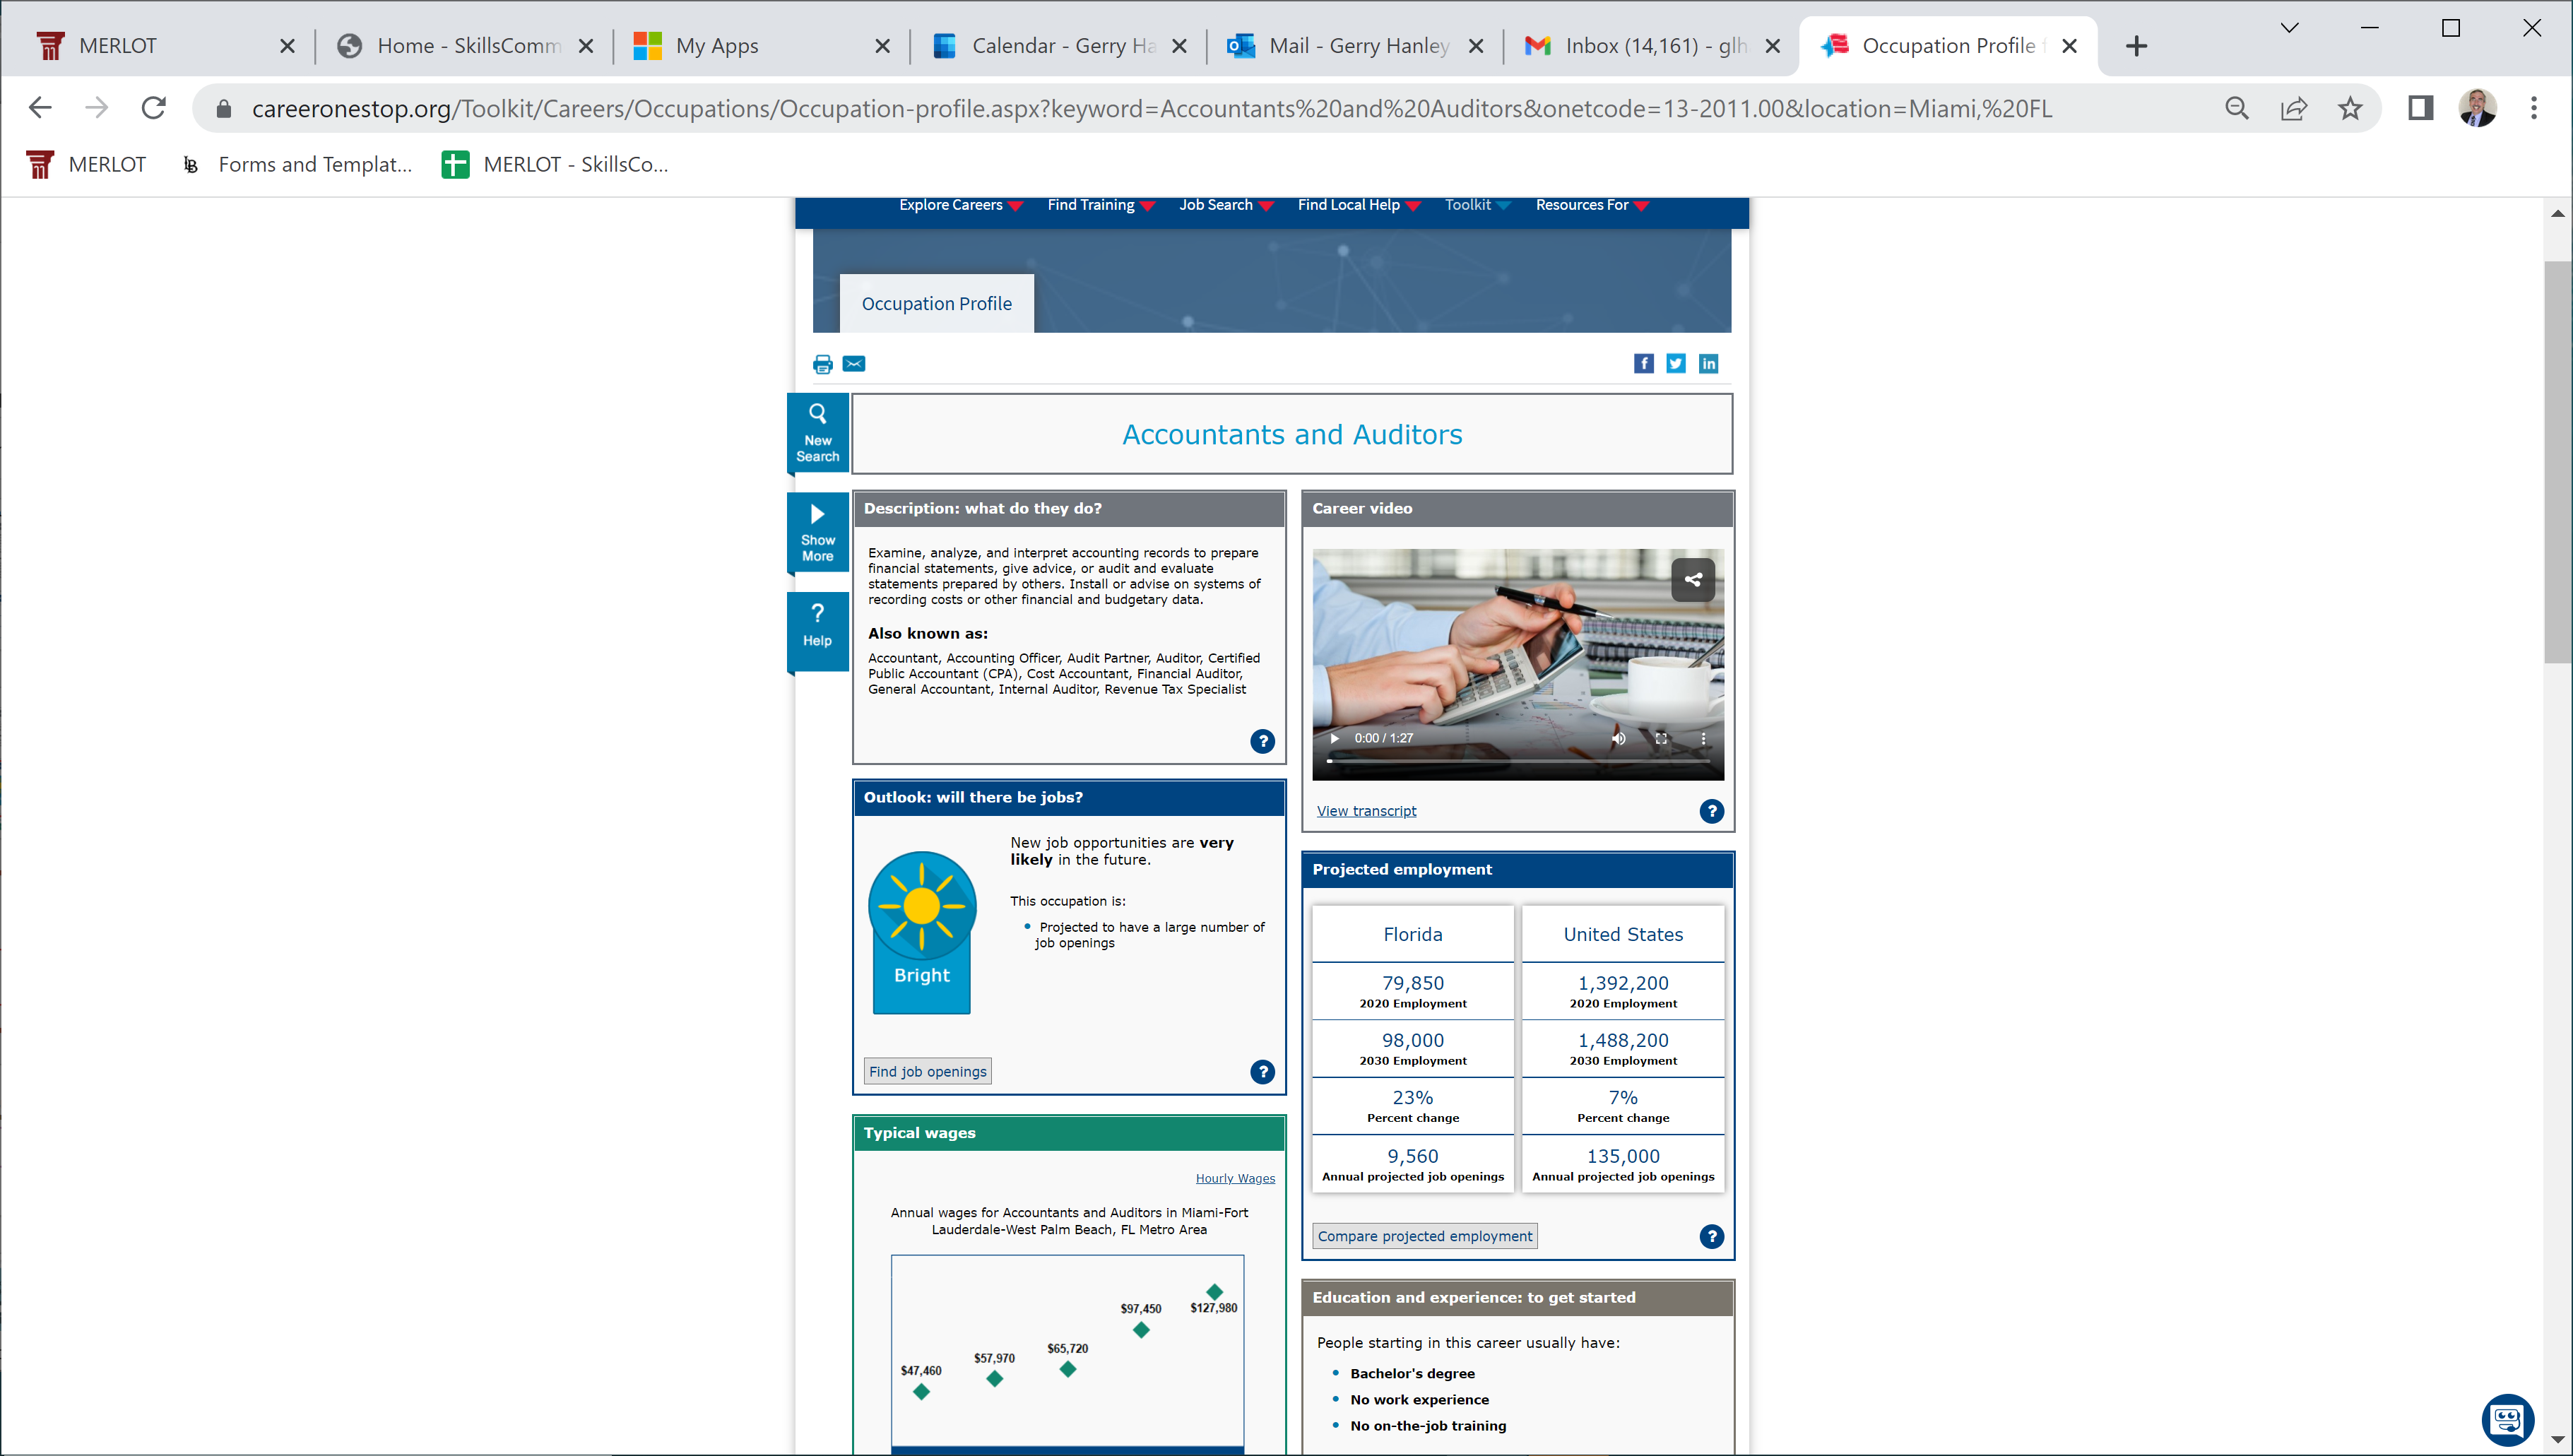 MERLOT
Home - SkillsComm
My Apps
Calendar - Gerry Ha
Mail - Gerry Hanley
Inbox (14,161) - glh
Occupation Profile f
careeronestop.org/Toolkit/Careers/Occupations/Occupation-profile.aspx?keyword=Accountants%20and%20Auditors&onetcode=13-2011.00&location=Miami,%20FL
MERLOT
Forms and Templat...
MERLOT - SkillsCo...
Explore Careers
Find Training
Job Search
Find Local Help
Toolkit
Resources For
Occupation Profile
New
Search
Accountants and Auditors
Show
More
?
Help
Description: what do they do?
Examine, analyze, and interpret accounting records to prepare
financial statements, give advice, or audit and evaluate
statements prepared by others. Install or advise on systems of
recording costs or other financial and budgetary data.
Also known as:
Accountant, Accounting Officer, Audit Partner, Auditor, Certified
Public Accountant (CPA), Cost Accountant, Financial Auditor,
General Accountant, Internal Auditor, Revenue Tax Specialist
?
Career video
0:00 / 1:27
View transcript
?
Outlook: will there be jobs?
New job opportunities are very
likely in the future.
This occupation is:
Projected to have a large number of
job openings
Bright
Find job openings
?
Projected employment
Florida
79,850
2020 Employment
98,000
2030 Employment
23%
Percent change
9,560
Annual projected job openings
United States
1,392,200
2020 Employment
1,488,200
2030 Employment
7%
Percent change
135,000
Annual projected job openings
Compare projected employment
?
Typical wages
Hourly Wages
Annual wages for Accountants and Auditors in Miami-Fort
Lauderdale-West Palm Beach, FL Metro Area
$47,460
$57,970
$65,720
$97,450
$127,980
Education and experience: to get started
People starting in this career usually have:
Bachelor's degree
No work experience
No on-the-job training